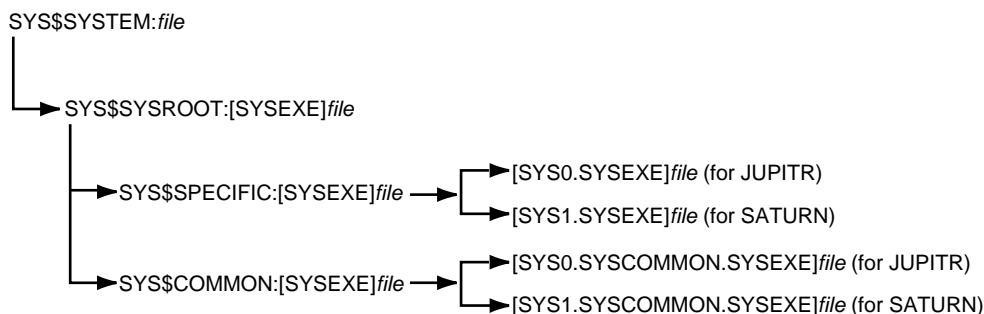 SYS$SYSTEM:file
SYS$SYSROOT:[SYSEXE]file
[SYS0.SYSEXE]file (for JUPITR)
SYS$SPECIFIC:[SYSEXE]file
[SYS1.SYSEXE]file (for SATURN)
[SYS0.SYSCOMMON.SYSEXE]file (for JUPITR)
SYS$COMMON:[SYSEXE]file
[SYS1.SYSCOMMON.SYSEXE]file (for SATURN)